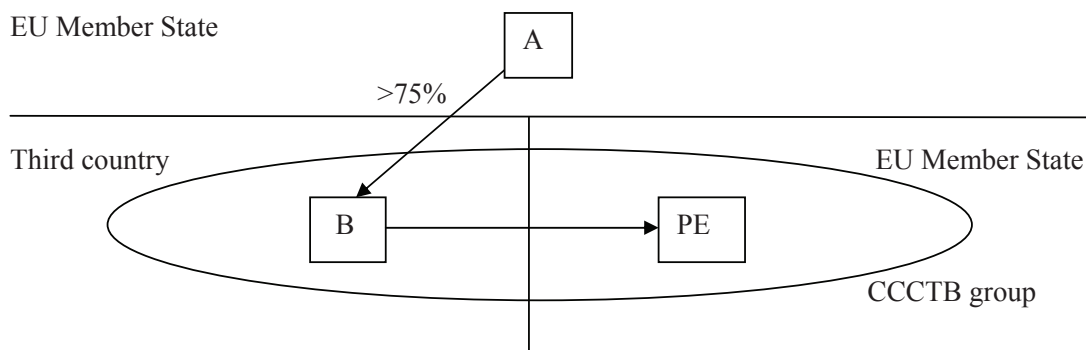 EU Member State
A
>75%
Third country
EU Member State
B
PE
CCCTB group